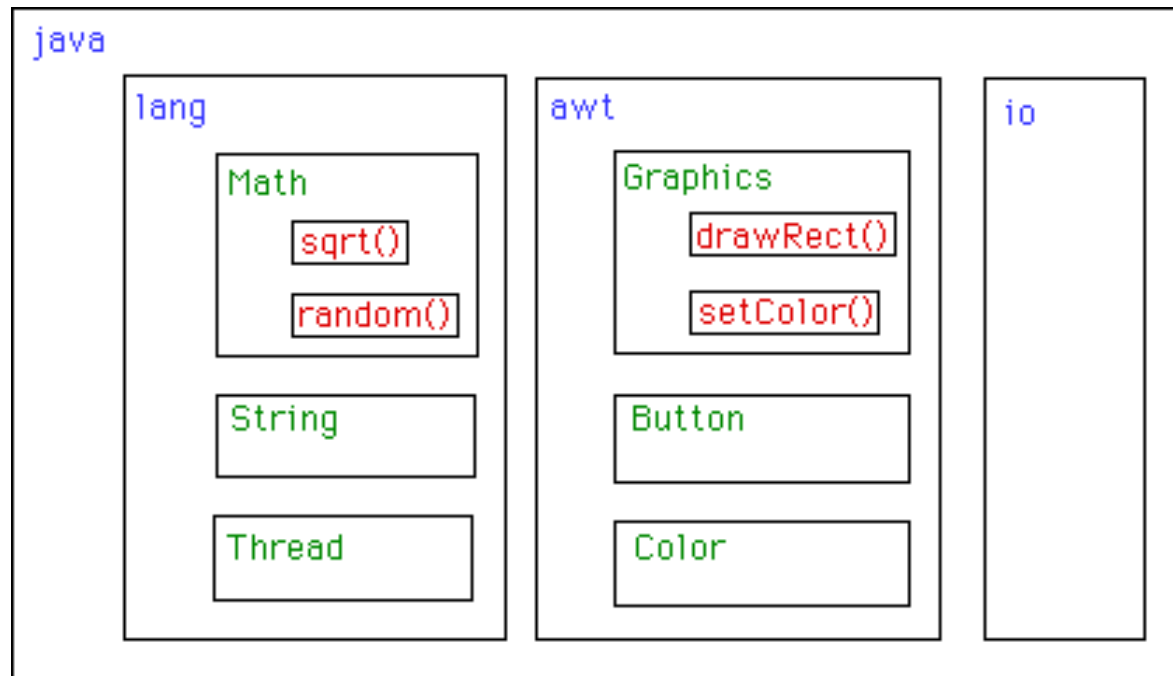 java
lang
Math
sqrt()
random()
String
Thread
awt
Graphics
drawRect()
setColor()
Button
Color
io